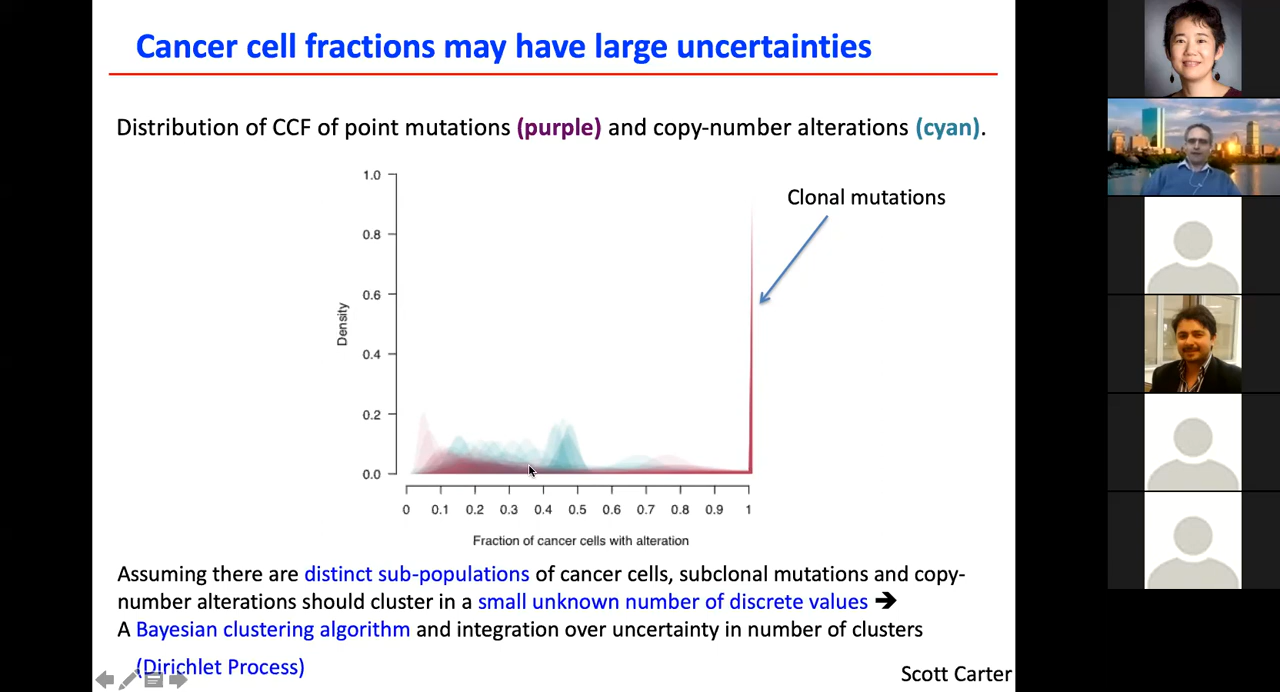 Cancer cell fractions may have large uncertainties
Distribution of CCF of point mutations (purple) and copy-number alterations (cyan).
Clonal mutations
1.0
0.8
0.6
0.4
0.2
0.0
Density
0 0.1 0.2 0.3 0.4 0.5 0.6 0.7 0.8 0.9 1
Fraction of cancer cells with alteration
Assuming there are distinct sub-populations of cancer cells, subclonal mutations and copy-
number alterations should cluster in a small unknown number of discrete values ➔
A Bayesian clustering algorithm and integration over uncertainty in number of clusters
(Dirichlet Process)
Scott Carter